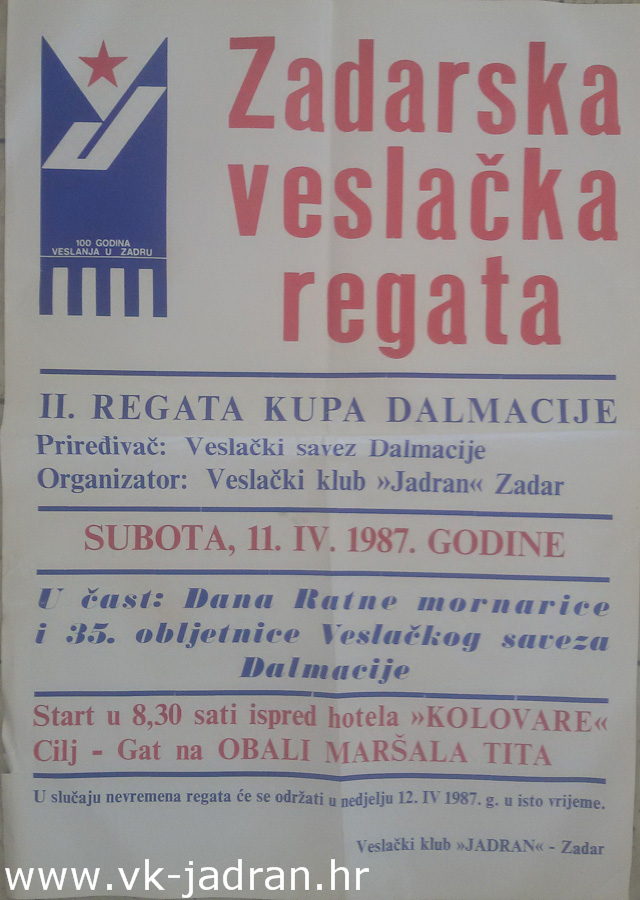 Zadarska
veslačka
regata
100 GODINA
VESLANJA U ZADRU
II. REGATA KUPA DALMACIJE
Priređivač: Veslački savez Dalmacije
Organizator: Veslački klub »Jadran« Zadar
SUBOTA, 11. IV. 1987. GODINE
U čast: Dana Ratne mornarice
i 35. obljetnice Veslačkog saveza
Dalmacije
Start u 8,30 sati ispred hotela »KOLOVARE«
Cilj - Gat na OBALI MARŠALA TITA
U slučaju nevremena regata će se održati u nedjelju 12. IV 1987. g. u isto vrijeme.
Veslački klub »JADRAN« - Zadar
www.vk-jadran.hr